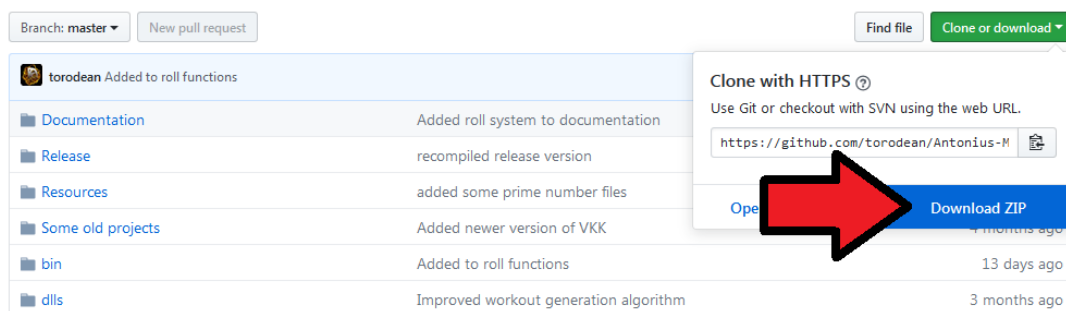 Branch: master New pull request Find file Clone or download
torodean Added to roll functions
Clone with HTTPS
Use Git or checkout with SVN using the web URL.
https://github.com/torodean/Antonius-M
Download ZIP
Documentation Added roll system to documentation
Release recompiled release version
Resources added some prime number files
Some old projects Added newer version of VKK 4 months ago
bin Added to roll functions 13 days ago
dlls Improved workout generation algorithm 3 months ago